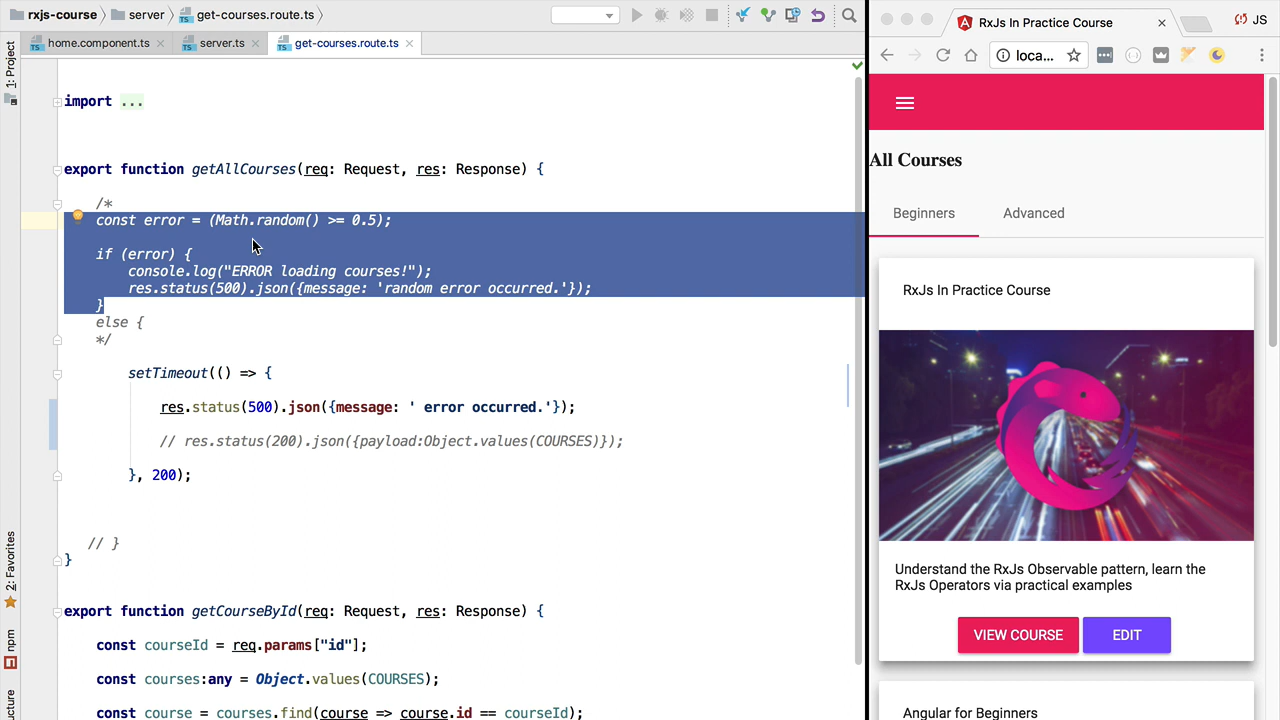 rxjs-course server get-courses.route.ts
home.component.ts server.ts get-courses.route.ts
1: Project
2: Favorites
npm
ucture
import ...
export function getAllCourses(req: Request, res: Response) {
/*
const error = (Math.random() >= 0.5);
if (error) {
console.log("ERROR loading courses!");
res.status(500).json({message: 'random error occurred.'});
}
else {
*/
setTimeout(() => {
res.status(500).json({message: ' error occurred.'});
// res.status(200).json({payload:Object.values(COURSES)});
}, 200);
// }
}
export function getCourseById(req: Request, res: Response) {
const courseId = req.params["id"];
const courses:any = Object.values(COURSES);
const course = courses.find(course => course.id == courseId);
RxJs In Practice Course
JS
loca...
All Courses
Beginners Advanced
RxJs In Practice Course
Understand the RxJs Observable pattern, learn the
RxJs Operators via practical examples
VIEW COURSE EDIT
Angular for Beginners